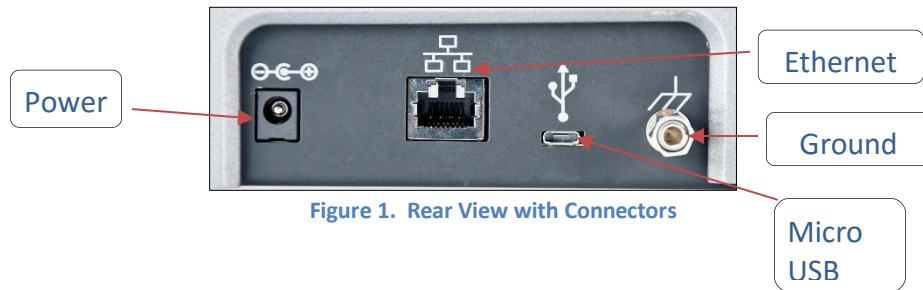 Power
Ethernet
Ground
Micro
USB
Figure 1. Rear View with Connectors